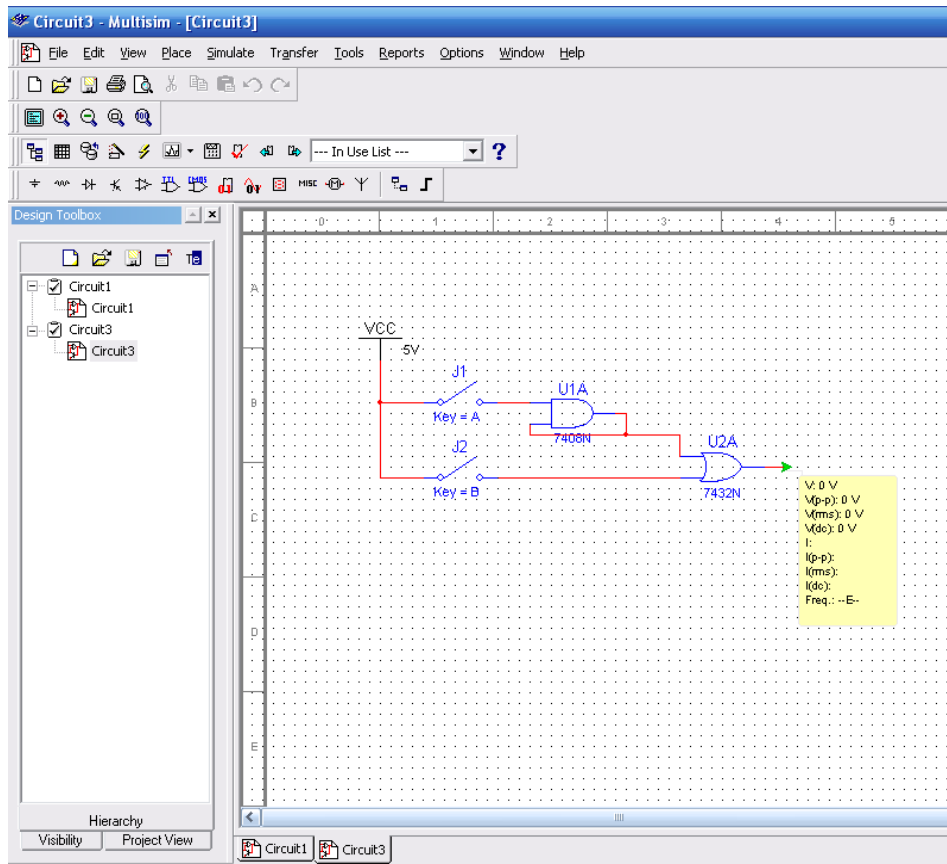 Circuit3 - Multisim - [Circuit3]
File Edit View Place Simulate Transfer Tools Reports Options Window Help
--- In Use List --- ?
TTL CMOS MISC
Design Toolbox
Circuit1
Circuit1
Circuit3
Circuit3
Hierarchy
Visibility Project View
0 1 2 3 4 5
A
B
C
D
E
VCC
5V
J1
Key = A
U1A
7408N
J2
Key = B
U2A
7432N
V: 0 V
V(p-p): 0 V
V(rms): 0 V
V(dc): 0 V
I:
I(p-p):
I(rms):
I(dc):
Freq.: --E--
Circuit1 Circuit3